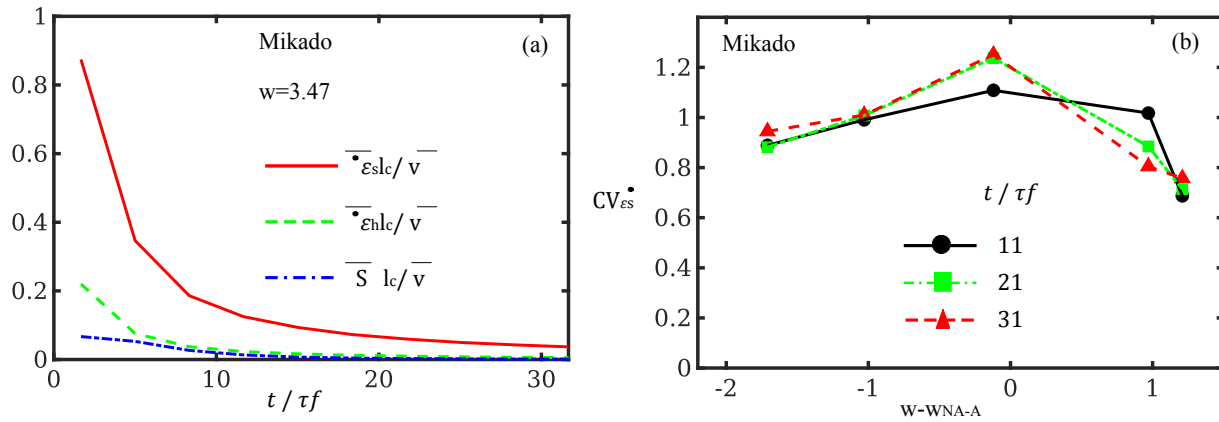 1
0.8
0.6
0.4
0.2
0
0 10 20 30
t / τf
Mikado (a)
w=3.47
ε̇slc/ v
ε̇hlc/ v
S lc/ v
Mikado (b)
1.2
1
0.8
0.6
0.4
0.2
0
CVε̇s
t / τf
11
21
31
-2 -1 0 1
w-wNA-A